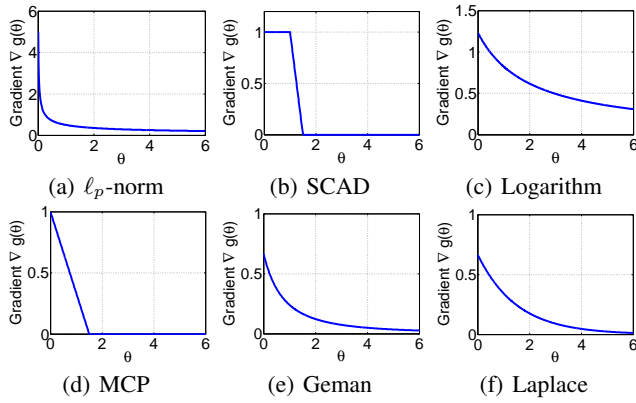 6
4
2
0
0 2 4 6
Gradient ∇ g(θ)
θ
(a) ℓp-norm
1
0.5
0
0 2 4 6
Gradient ∇ g(θ)
θ
(b) SCAD
1.5
1
0.5
0
0 2 4 6
Gradient ∇ g(θ)
θ
(c) Logarithm
1
0.5
0
0 2 4 6
Gradient ∇ g(θ)
θ
(d) MCP
1
0.5
0
0 2 4 6
Gradient ∇ g(θ)
θ
(e) Geman
1
0.5
0
0 2 4 6
Gradient ∇ g(θ)
θ
(f) Laplace